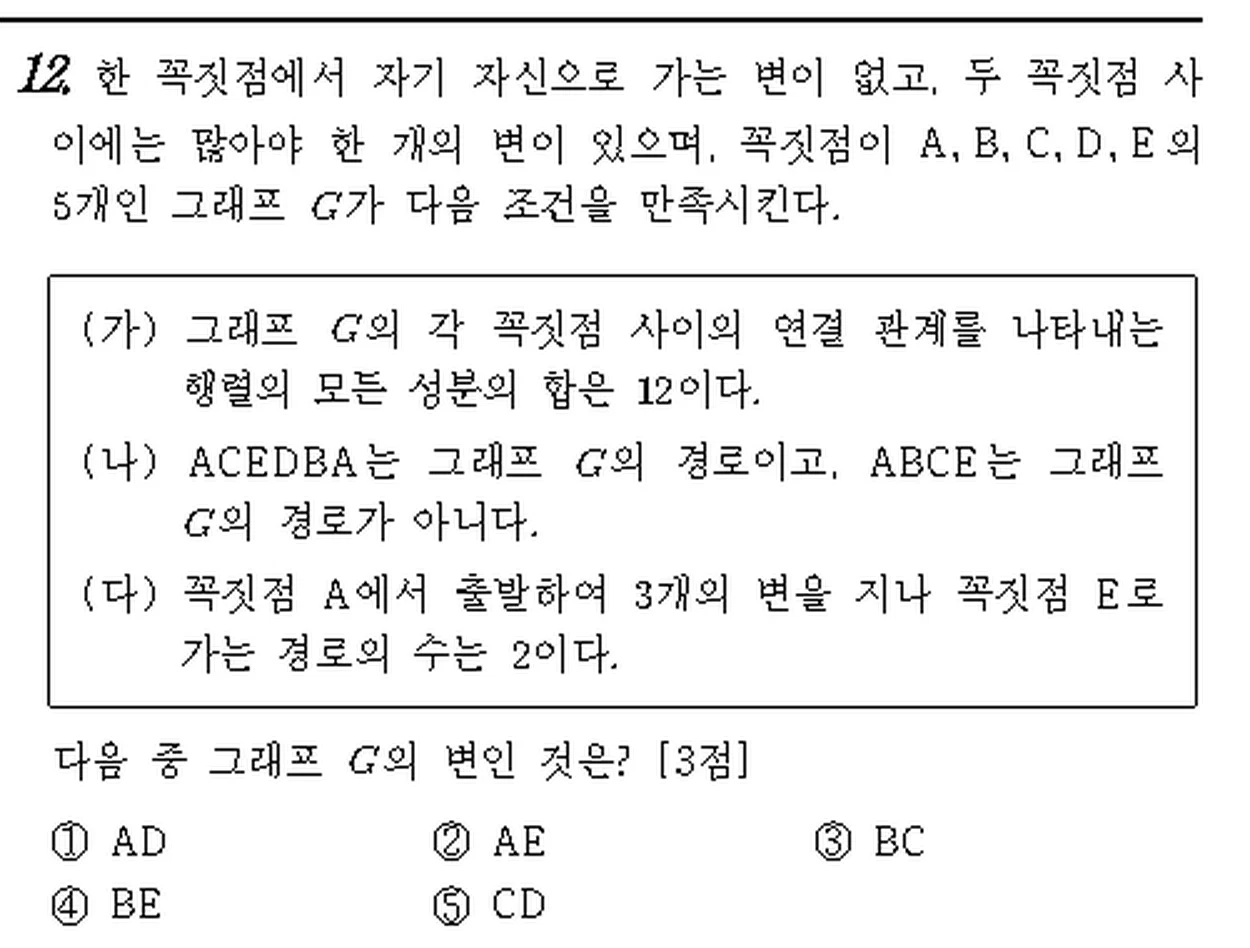 12. 한 꼭짓점에서 자기 자신으로 가는 변이 없고, 두 꼭짓점 사
이에는 많아야 한 개의 변이 있으며, 꼭짓점이 A, B, C, D, E의
5개인 그래프 G가 다음 조건을 만족시킨다.
(가) 그래프 G의 각 꼭짓점 사이의 연결 관계를 나타내는
행렬의 모든 성분의 합은 12이다.
(나) ACEDBA는 그래프 G의 경로이고, ABCE는 그래프
G의 경로가 아니다.
(다) 꼭짓점 A에서 출발하여 3개의 변을 지나 꼭짓점 E로
가는 경로의 수는 2이다.
다음 중 그래프 G의 변인 것은? [3점]
① AD ② AE ③ BC
④ BE ⑤ CD